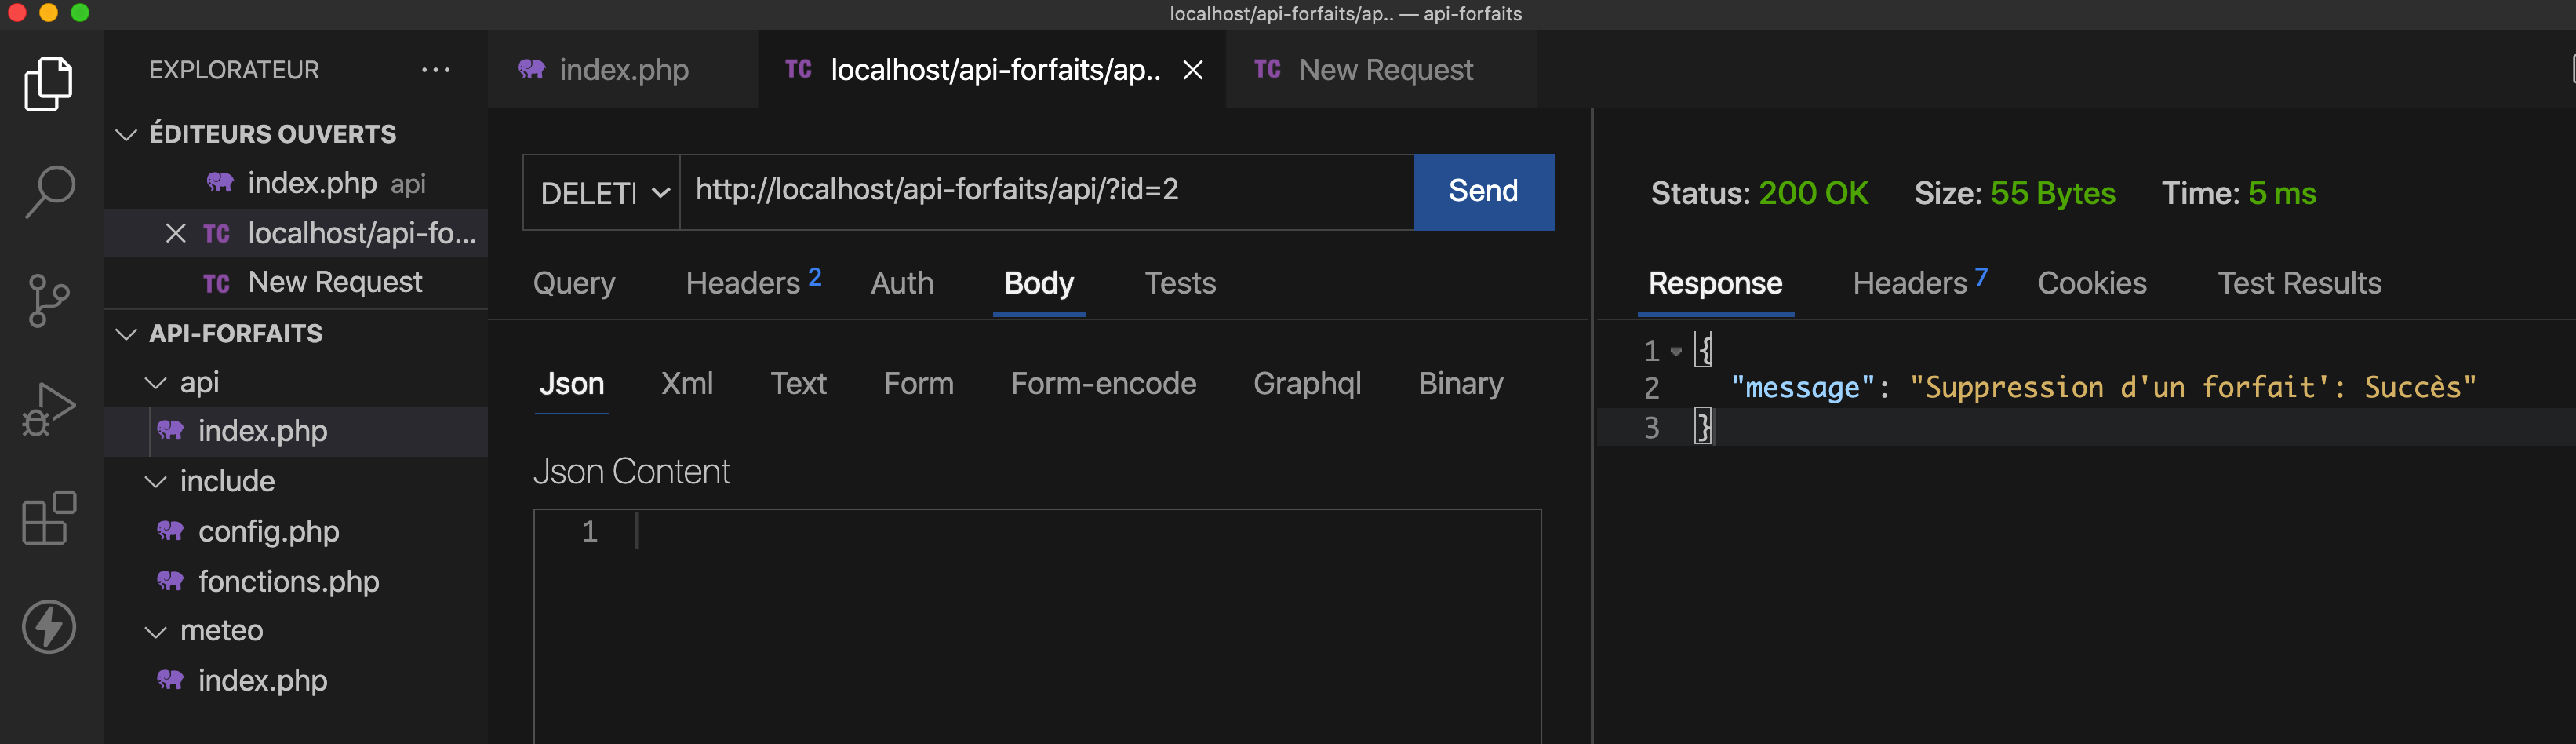 localhost/api-forfaits/ap.. — api-forfaits
EXPLORATEUR
ÉDITEURS OUVERTS
index.php api
TC localhost/api-fo...
TC New Request
API-FORFAITS
api
index.php
include
config.php
fonctions.php
meteo
index.php
index.php
TC localhost/api-forfaits/ap..
TC New Request
DELETI http://localhost/api-forfaits/api/?id=2 Send
Query Headers 2 Auth Body Tests
Json Xml Text Form Form-encode Graphql Binary
Json Content
1
Status: 200 OK Size: 55 Bytes Time: 5 ms
Response Headers 7 Cookies Test Results
1 {
2 "message": "Suppression d'un forfait': Succès"
3 }